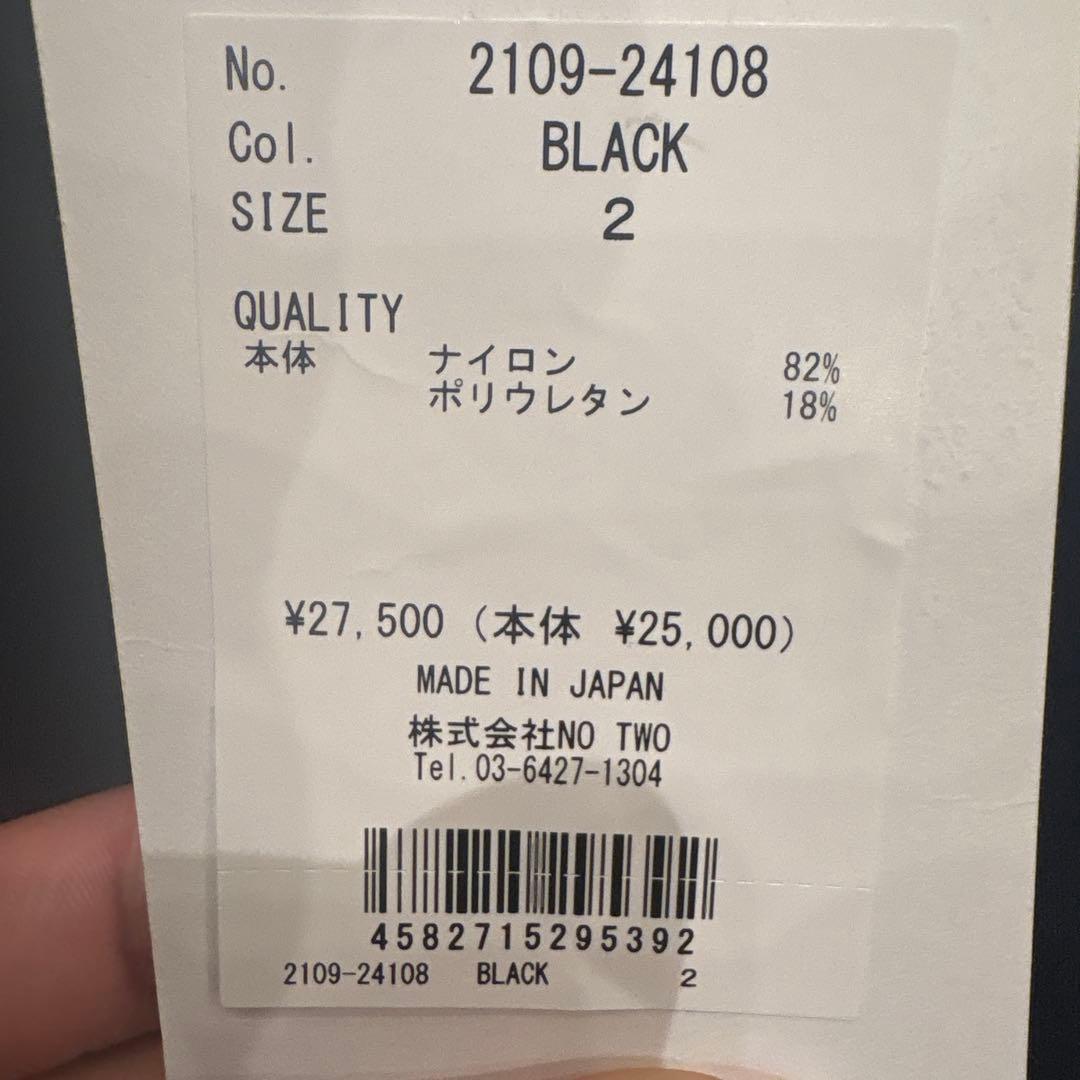 No. 2109-24108
Col. BLACK
SIZE 2
QUALITY
本体 ナイロン 82%
ポリウレタン 18%
¥27,500 (本体 ¥25,000)
MADE IN JAPAN
株式会社NO TWO
Tel.03-6427-1304
4582715295392
2109-24108 BLACK 2